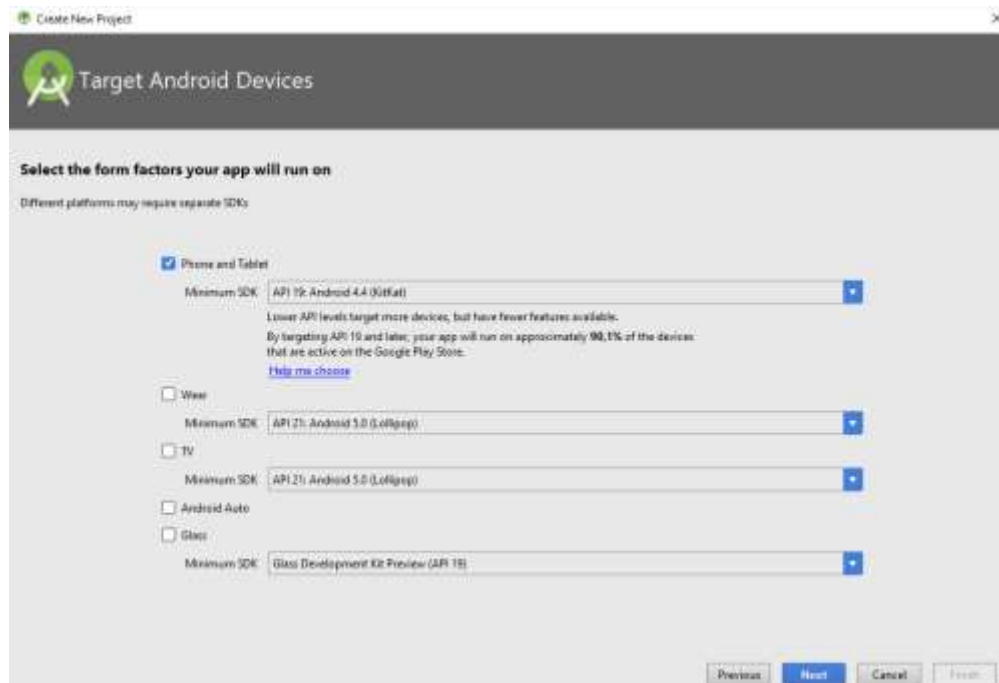 Create New Project
Target Android Devices
Select the form factors your app will run on
Different platforms may require separate SDKs
Phone and Tablet
Minimum SDK API 19: Android 4.4 (KitKat)
Lower API levels target more devices, but have fewer features available.
By targeting API 19 and later, your app will run on approximately 90,1% of the devices
that are active on the Google Play Store.
Help me choose
Wear
Minimum SDK API 21: Android 5.0 (Lollipop)
TV
Minimum SDK API 21: Android 5.0 (Lollipop)
Android Auto
Glass
Minimum SDK Glass Development Kit Preview (API 19)
Previous Next Cancel Finish